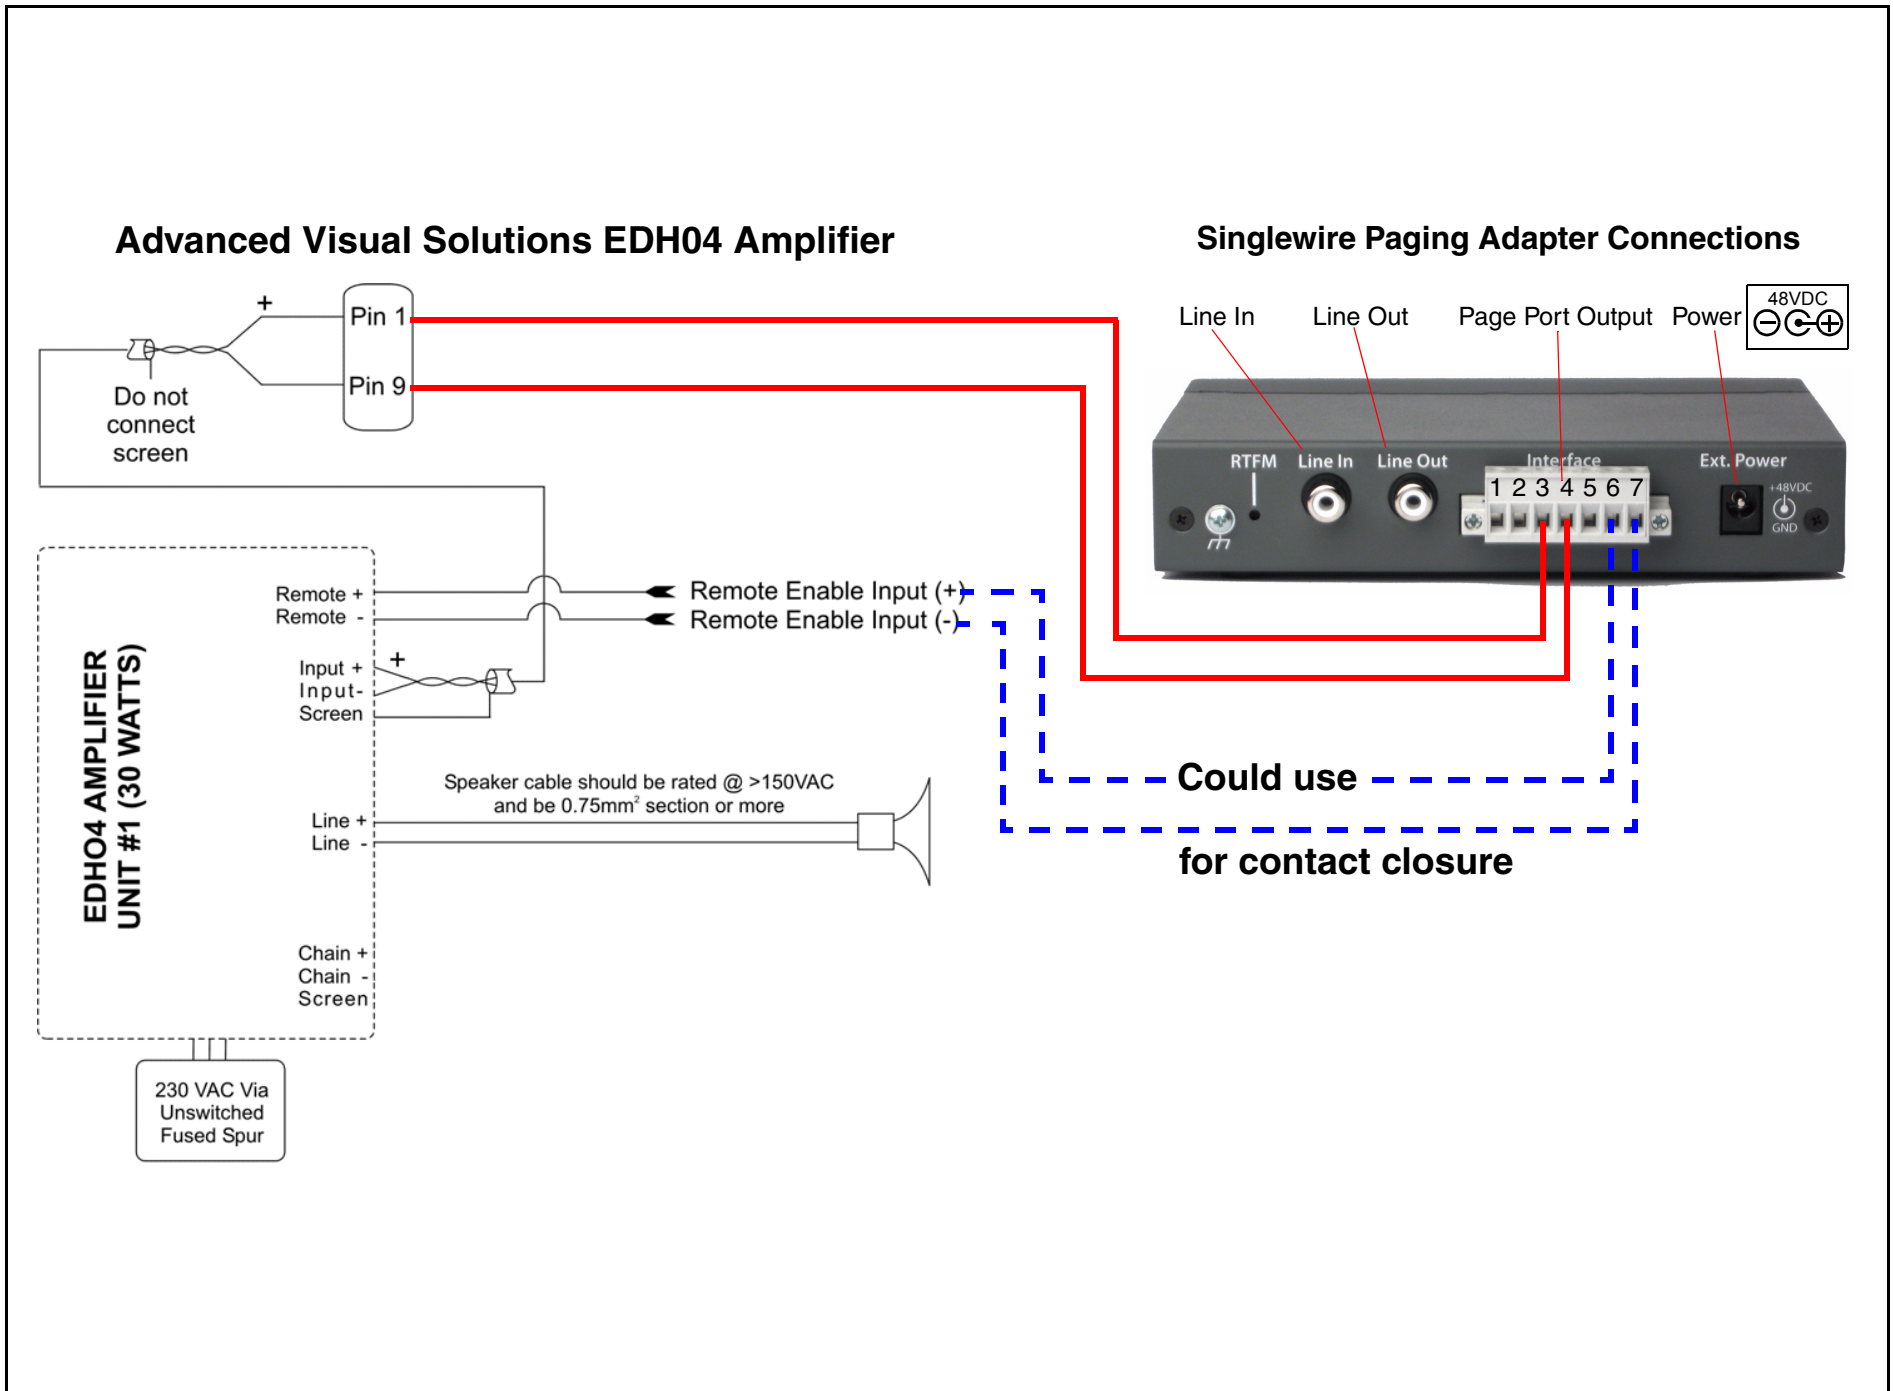 Advanced Visual Solutions EDH04 Amplifier
Singlewire Paging Adapter Connections
+
Pin 1
Pin 9
Do not
connect
screen
Line In
Line Out
Page Port Output
Power
48VDC
RTFM
Line In
Line Out
Interface
Ext. Power
1 2 3 4 5 6 7
+48VDC
GND
Remote +
Remote -
Remote Enable Input (+)
Remote Enable Input (-)
Input +
Input-
Screen
+
EDHO4 AMPLIFIER
UNIT #1 (30 WATTS)
Speaker cable should be rated @ >150VAC
and be 0.75mm² section or more
Line +
Line -
Could use
for contact closure
Chain +
Chain -
Screen
230 VAC Via
Unswitched
Fused Spur